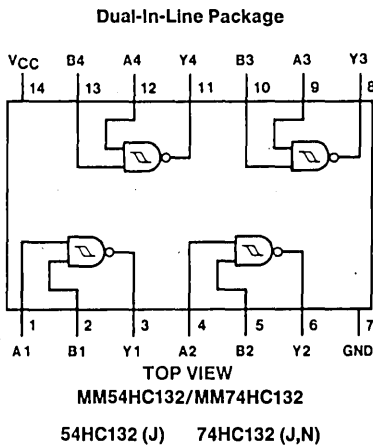 Dual-In-Line Package
VCC B4 A4 Y4 B3 A3 Y3
14 13 12 11 10 9 8
1 2 3 4 5 6 7
A1 B1 Y1 A2 B2 Y2 GND
TOP VIEW
MM54HC132/MM74HC132
54HC132 (J) 74HC132 (J,N)